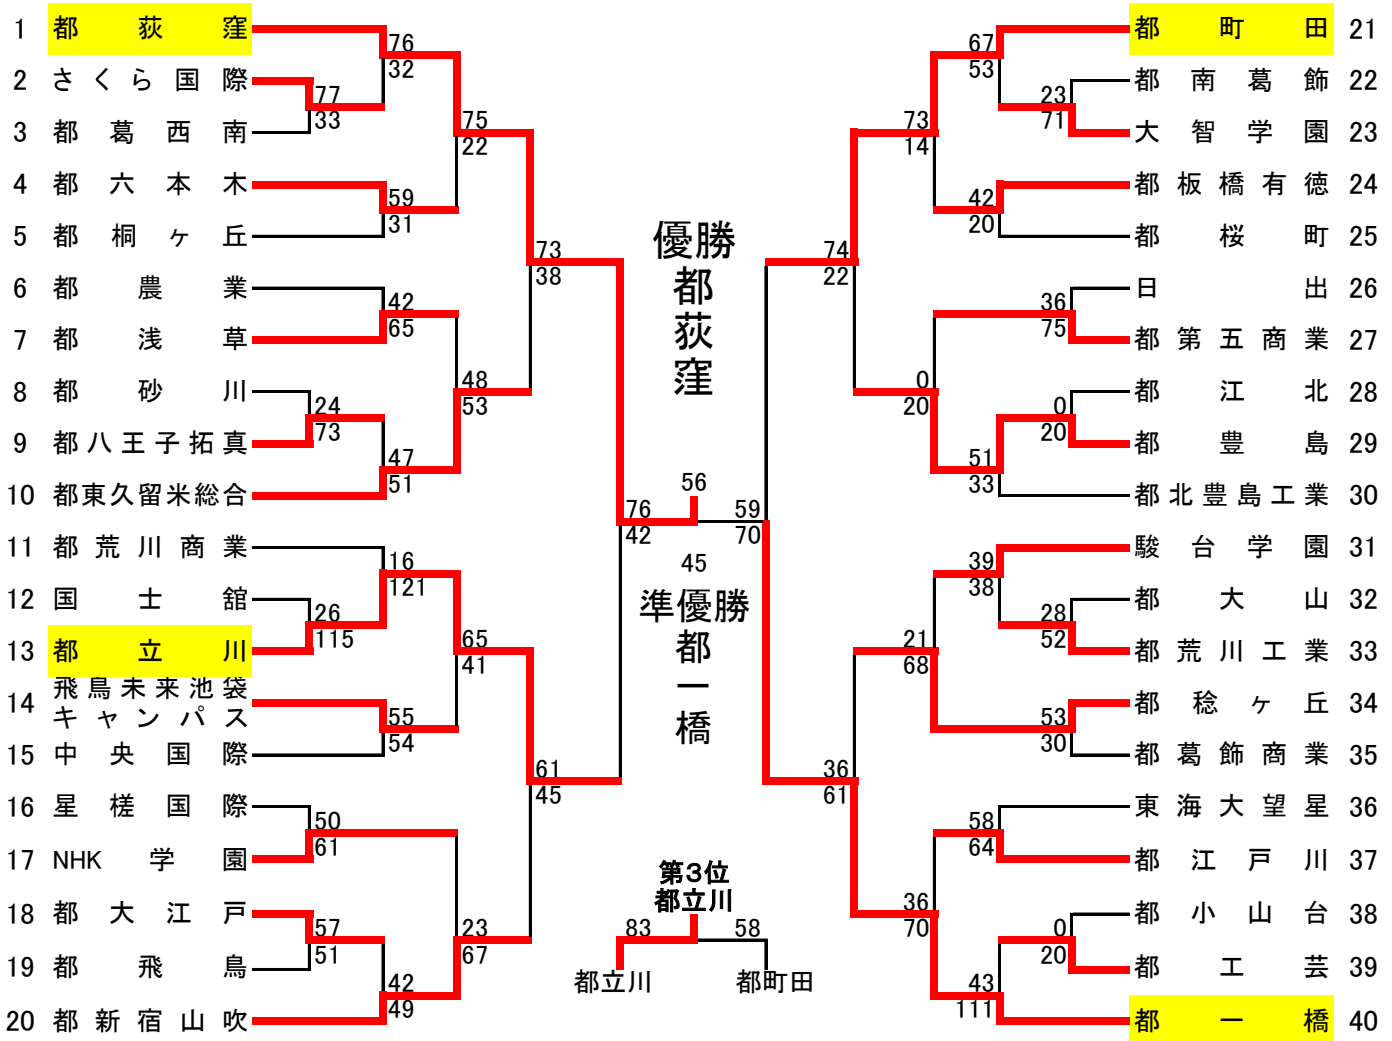 1 都荻窪
2 さくら国際
3 都葛西南
4 都六本木
5 都桐ヶ丘
6 都農業
7 都浅草
8 都砂川
9 都八王子拓真
10 都東久留米総合
11 都荒川商業
12 国士舘
13 都立川
14 飛鳥未来池袋
キャンパス
15 中央国際
16 星槎国際
17 NHK学園
18 都大江戸
19 都飛鳥
20 都新宿山吹
77
33
24
73
26
115
50
61
57
51
76
32
59
31
42
65
47
51
16
121
55
54
42
49
75
22
48
53
65
41
23
67
73
38
61
45
76
42
優勝
都荻窪
56
45
準優勝
都一橋
第3位
都立川
83
58
都立川
都町田
59
70
74
22
36
61
73
14
0
20
21
68
36
70
67
53
42
20
51
33
39
38
58
64
43
111
23
71
36
75
0
20
28
52
53
30
0
20
都町田 21
都南葛飾 22
大智学園 23
都板橋有徳 24
都桜町 25
日出 26
都第五商業 27
都江北 28
都豊島 29
都北豊島工業 30
駿台学園 31
都大山 32
都荒川工業 33
都稔ヶ丘 34
都葛飾商業 35
東海大望星 36
都江戸川 37
都小山台 38
都工芸 39
都一橋 40